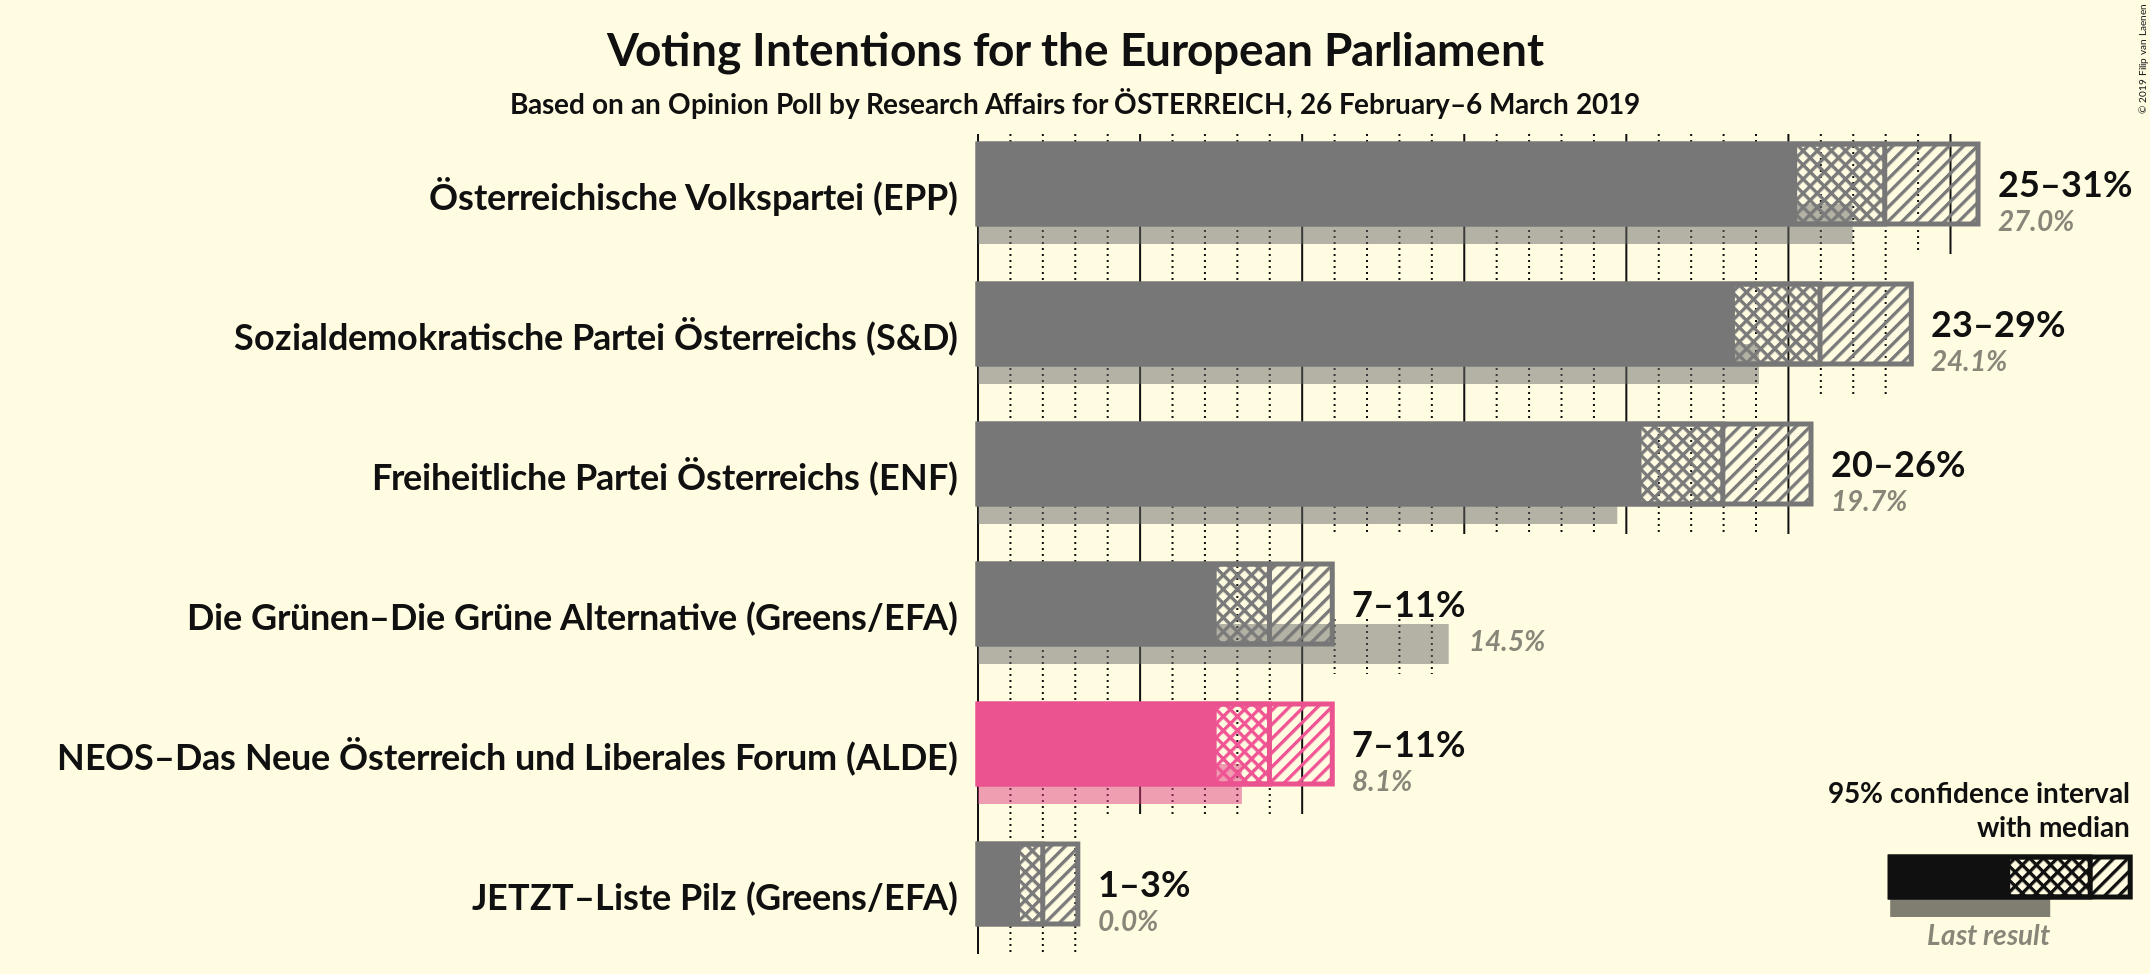 Voting Intentions for the European Parliament
Based on an Opinion Poll by Research Affairs for ÖSTERREICH, 26 February–6 March 2019
© 2019 Filip van Laenen
Österreichische Volkspartei (EPP)
25–31%
27.0%
Sozialdemokratische Partei Österreichs (S&D)
23–29%
24.1%
Freiheitliche Partei Österreichs (ENF)
20–26%
19.7%
Die Grünen–Die Grüne Alternative (Greens/EFA)
7–11%
14.5%
NEOS–Das Neue Österreich und Liberales Forum (ALDE)
7–11%
8.1%
JETZT–Liste Pilz (Greens/EFA)
1–3%
0.0%
95% confidence interval
with median
Last result